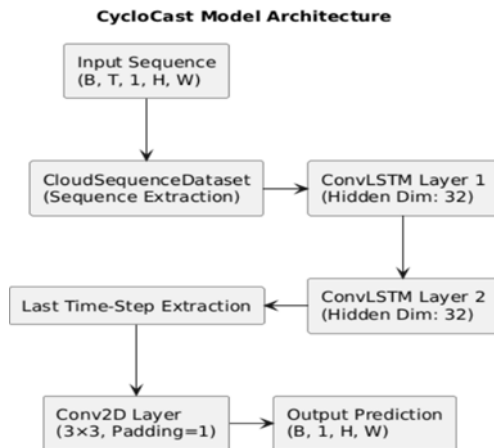 CycloCast Model Architecture
Input Sequence
(B, T, 1, H, W)
CloudSequenceDataset
(Sequence Extraction)
ConvLSTM Layer 1
(Hidden Dim: 32)
ConvLSTM Layer 2
(Hidden Dim: 32)
Last Time-Step Extraction
Conv2D Layer
(3×3, Padding=1)
Output Prediction
(B, 1, H, W)